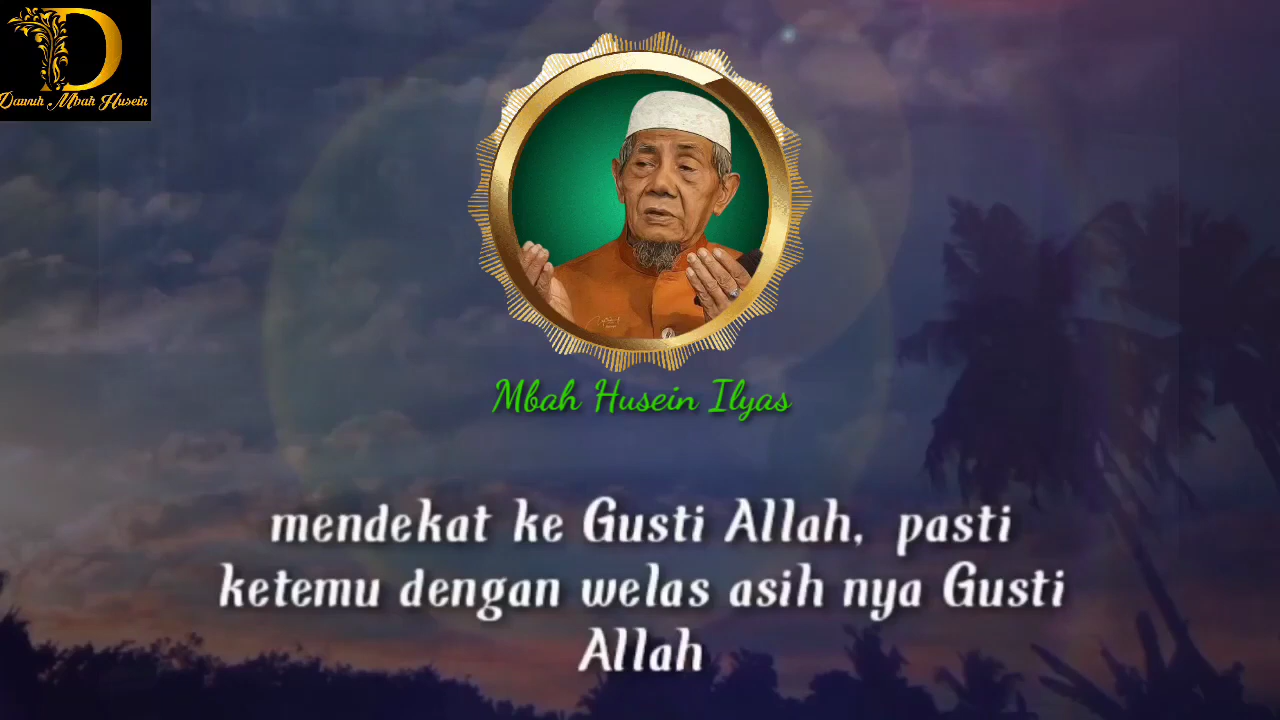 D
Dawuh Mbah Husein
Mbah Husein Ilyas
mendekat ke Gusti Allah, pasti
ketemu dengan welas asih nya Gusti
Allah